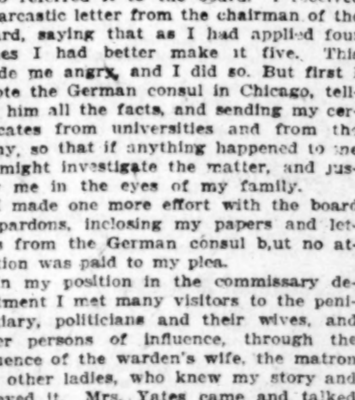 sarcastic letter from the chairman of the
ard, saying that as I had applied four
es I had better make it five. This
de me angry, and I did so. But first I
ote the German consul in Chicago, tell-
him all the facts, and sending my cer-
cates from universities and from the
ny, so that if anything happened to me
might investigate the matter, and jus-
me in the eyes of my family.
I made one more effort with the board
pardons, inclosing my papers and let-
s from the German consul b,ut no at-
tion was paid to my plea.
n my position in the commissary de-
tment I met many visitors to the peni-
tiary, politicians and their wives, and
er persons of influence, through the
uence of the warden's wife, the matron
other ladies, who knew my story and
it. Mrs. Yates came and talked